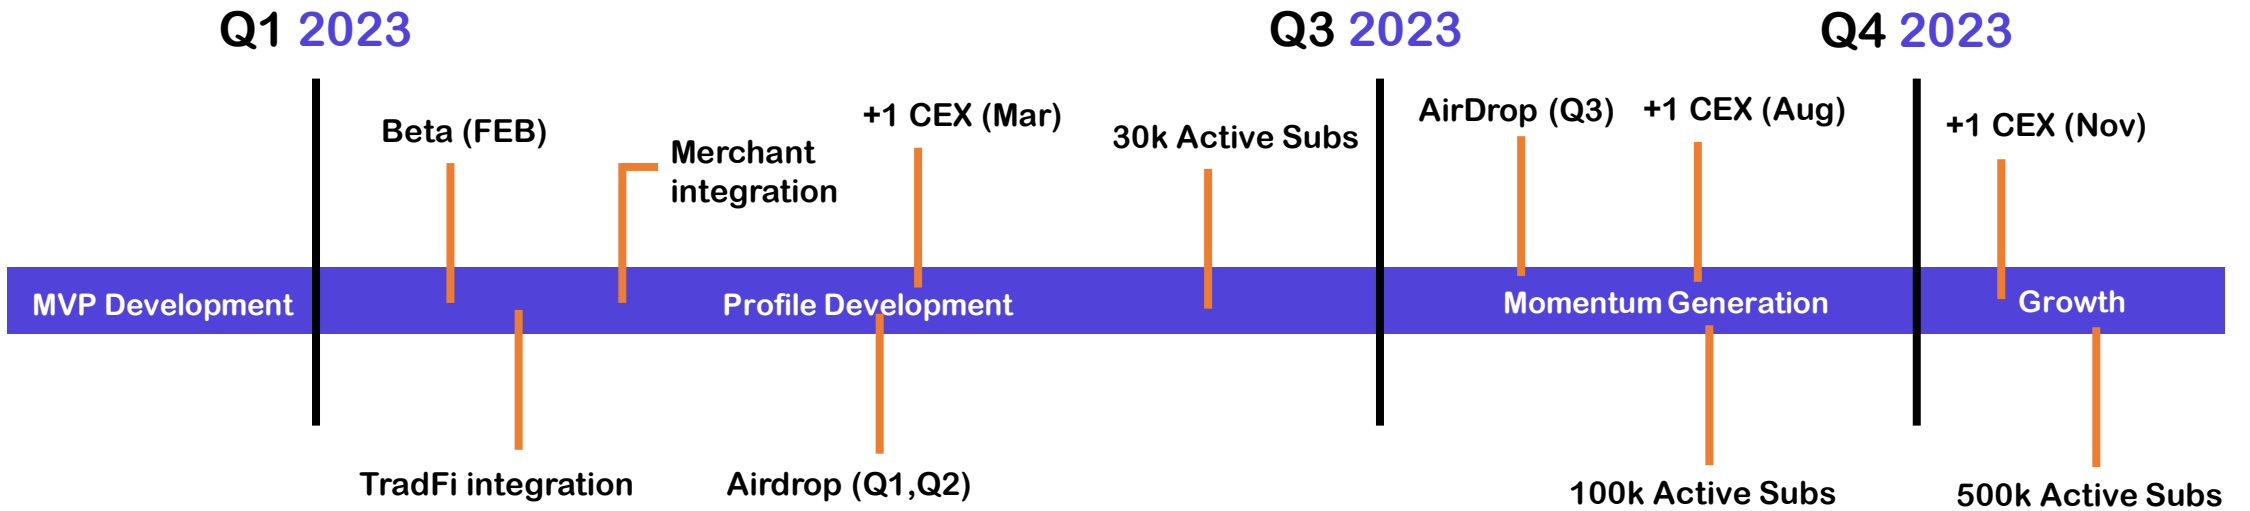 Q1 2023
Q3 2023
Q4 2023
Beta (FEB)
Merchant
integration
+1 CEX (Mar)
30k Active Subs
AirDrop (Q3)
+1 CEX (Aug)
+1 CEX (Nov)
MVP Development
Profile Development
Momentum Generation
Growth
TradFi integration
Airdrop (Q1,Q2)
100k Active Subs
500k Active Subs